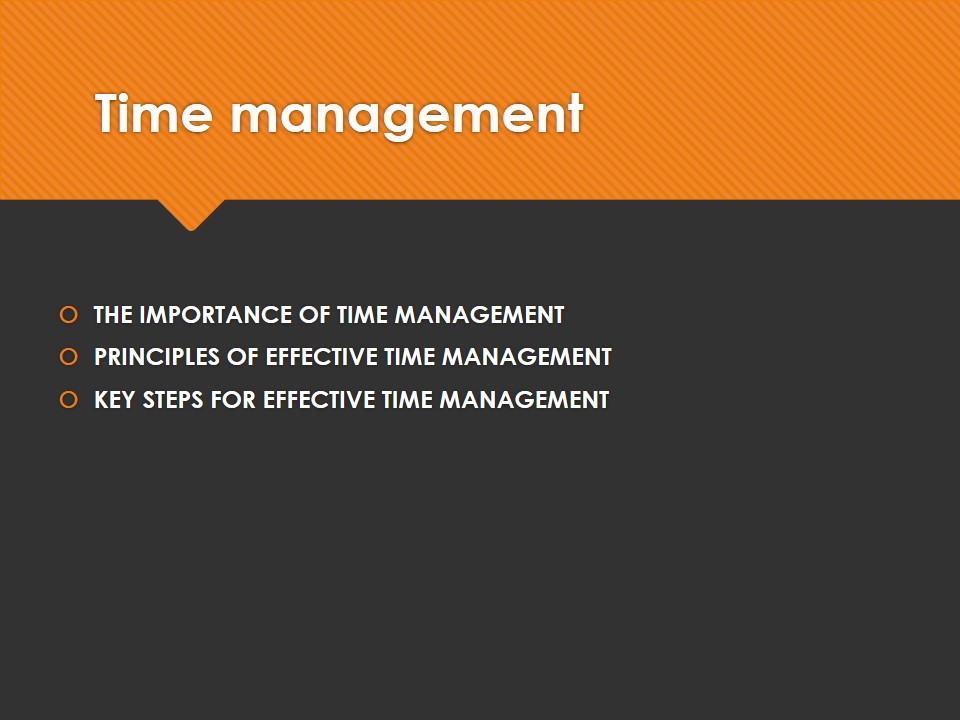 Time management
THE IMPORTANCE OF TIME MANAGEMENT
PRINCIPLES OF EFFECTIVE TIME MANAGEMENT
KEY STEPS FOR EFFECTIVE TIME MANAGEMENT